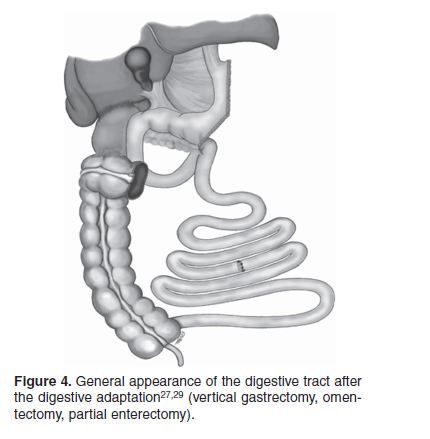 Figure 4. General appearance of the digestive tract after
the digestive adaptation27,29 (vertical gastrectomy, omen-
tectomy, partial enterectomy).